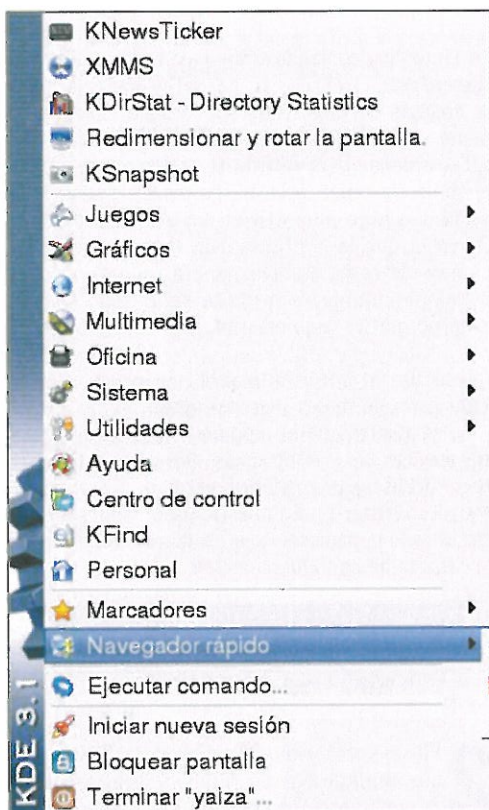 KNewsTicker
XMMS
KDirStat - Directory Statistics
Redimensionar y rotar la pantalla.
KSnapshot
Juegos
Gráficos
Internet
Multimedia
Oficina
Sistema
Utilidades
Ayuda
Centro de control
KFind
Personal
Marcadores
Navegador rápido
Ejecutar comando...
Iniciar nueva sesión
Bloquear pantalla
Terminar "yaiza"...
KDE 3.1